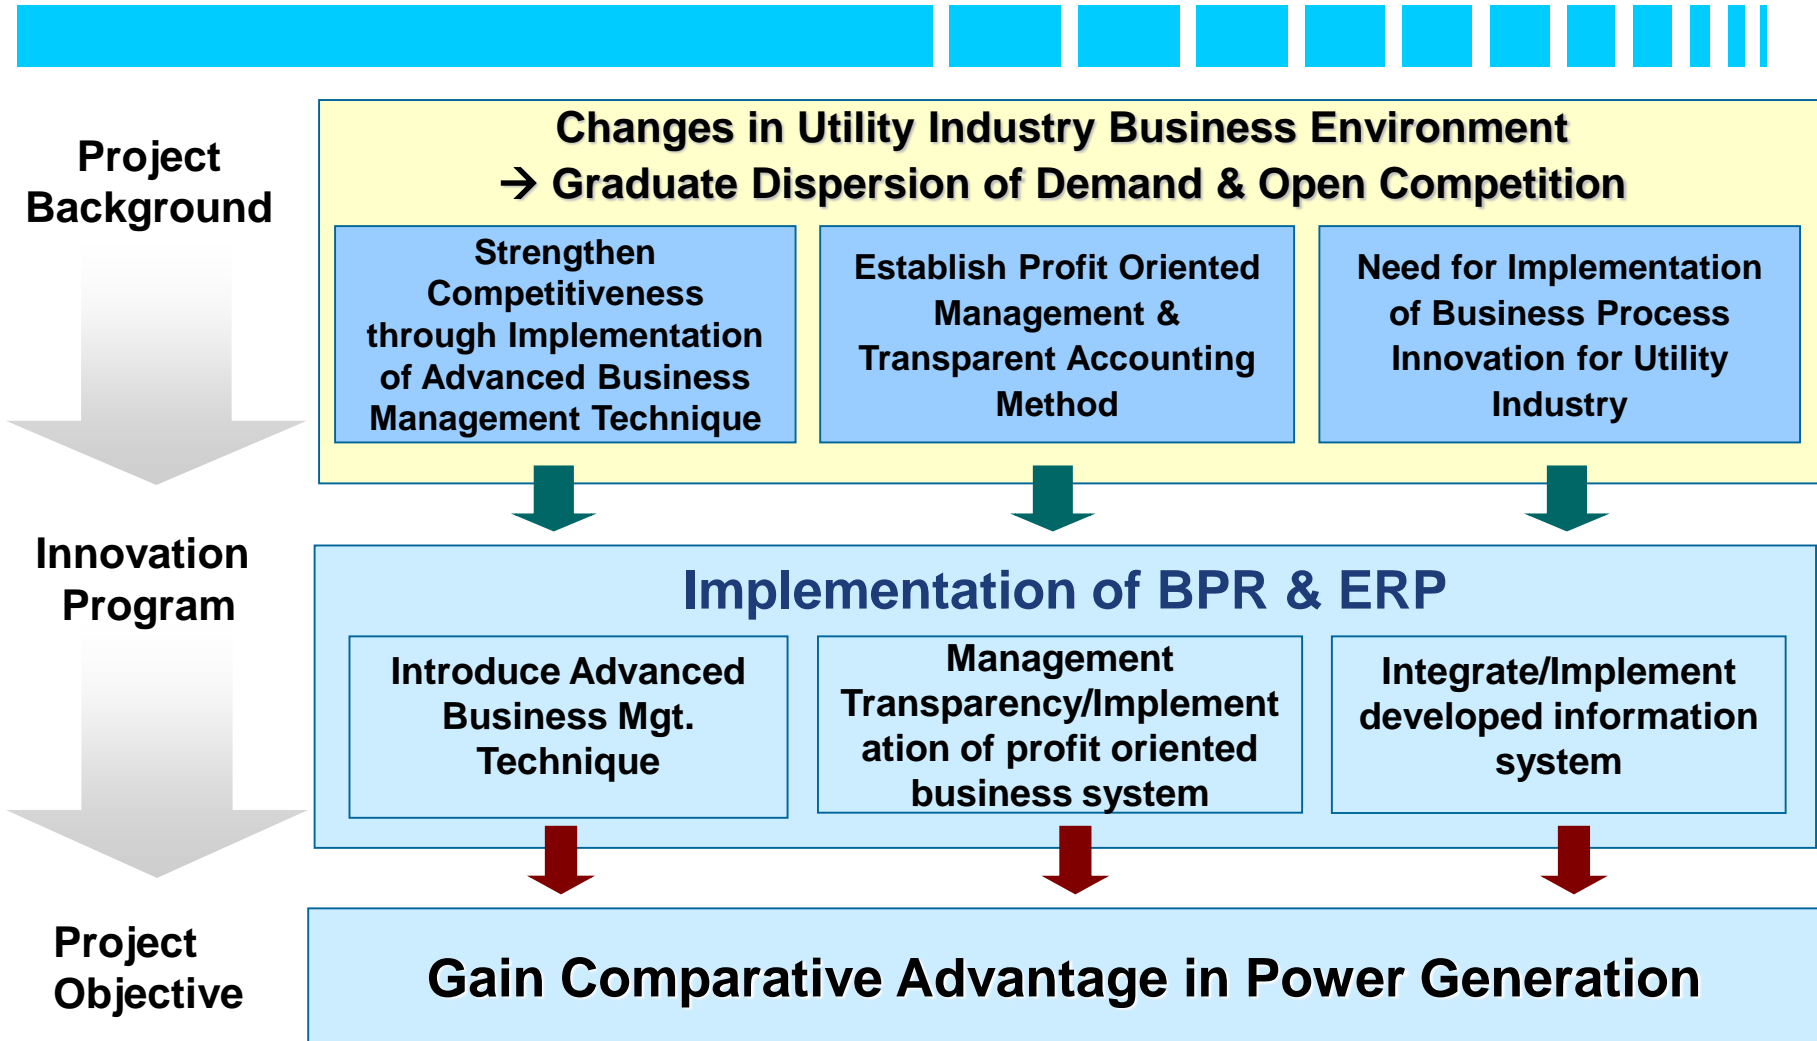 Project
Background
Changes in Utility Industry Business Environment
→ Graduate Dispersion of Demand & Open Competition
Strengthen
Competitiveness
through Implementation
of Advanced Business
Management Technique
Establish Profit Oriented
Management &
Transparent Accounting
Method
Need for Implementation
of Business Process
Innovation for Utility
Industry
Innovation
Program
Implementation of BPR & ERP
Introduce Advanced
Business Mgt.
Technique
Management
Transparency/Implement
ation of profit oriented
business system
Integrate/Implement
developed information
system
Project
Objective
Gain Comparative Advantage in Power Generation